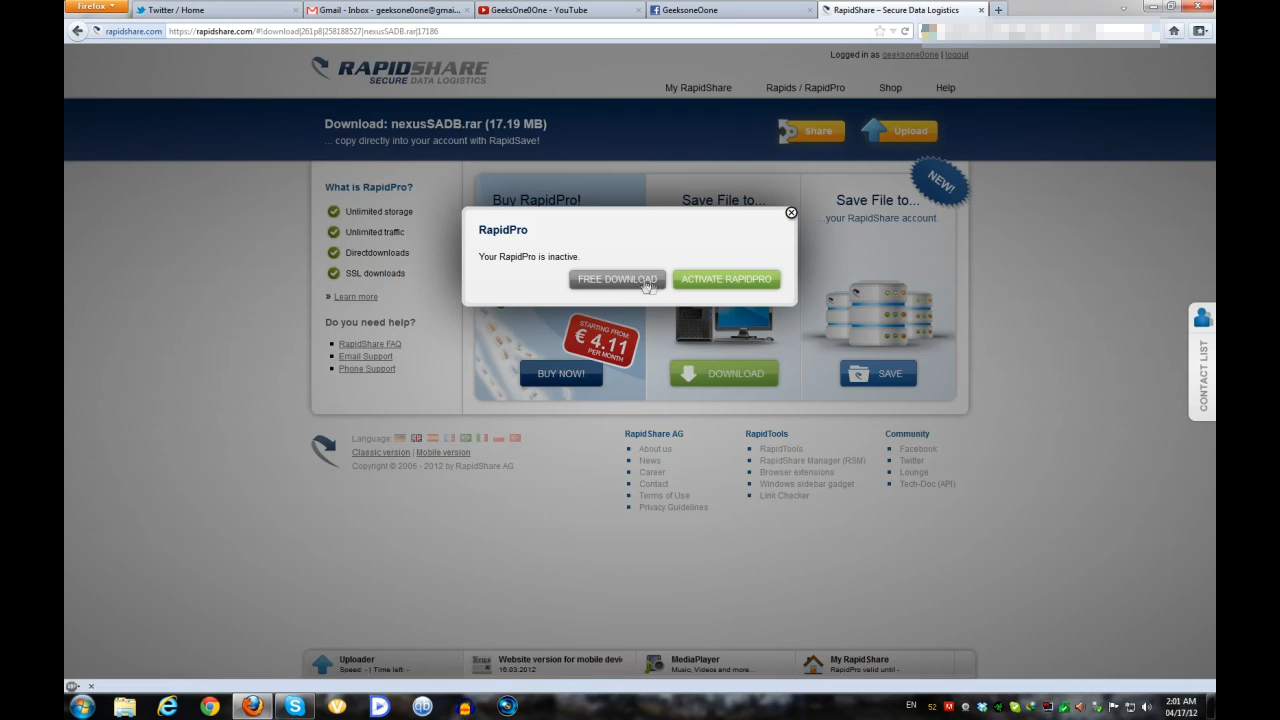 Firefox
Twitter / Home
Gmail - Inbox - geeksone0one@gmai...
GeeksOne0One - YouTube
GeeksoneOone
RapidShare – Secure Data Logistics
rapidshare.com
https://rapidshare.com/#!download|261p8|258188527|nexusSADB.rar|17186
Logged in as geeksone0one | logout
RAPIDSHARE
SECURE DATA LOGISTICS
My RapidShare
Rapids / RapidPro
Shop
Help
Download: nexusSADB.rar (17.19 MB)
... copy directly into your account with RapidSave!
Share
Upload
NEW!
What is RapidPro?
Unlimited storage
Unlimited traffic
Directdownloads
SSL downloads
» Learn more
Do you need help?
RapidShare FAQ
Email Support
Phone Support
Buy RapidPro!
Save File to...
Save File to...
...your RapidShare account.
RapidPro
Your RapidPro is inactive.
FREE DOWNLOAD
ACTIVATE RAPIDPRO
STARTING FROM:
€ 4.11
PER MONTH
BUY NOW!
DOWNLOAD
SAVE
CONTACT LIST
Language:
Classic version | Mobile version
Copyright © 2006 - 2012 by RapidShare AG
RapidShare AG
About us
News
Career
Contact
Terms of Use
Privacy Guidelines
RapidTools
RapidTools
RapidShare Manager (RSM)
Browser extensions
Windows sidebar gadget
Link Checker
Community
Facebook
Twitter
Lounge
Tech-Doc (API)
Uploader
Speed: - | Time left: -
News
Website version for mobile devi
16.03.2012
MediaPlayer
Music, Videos and more...
My RapidShare
RapidPro valid until -
EN
52
2:01 AM
04/17/12